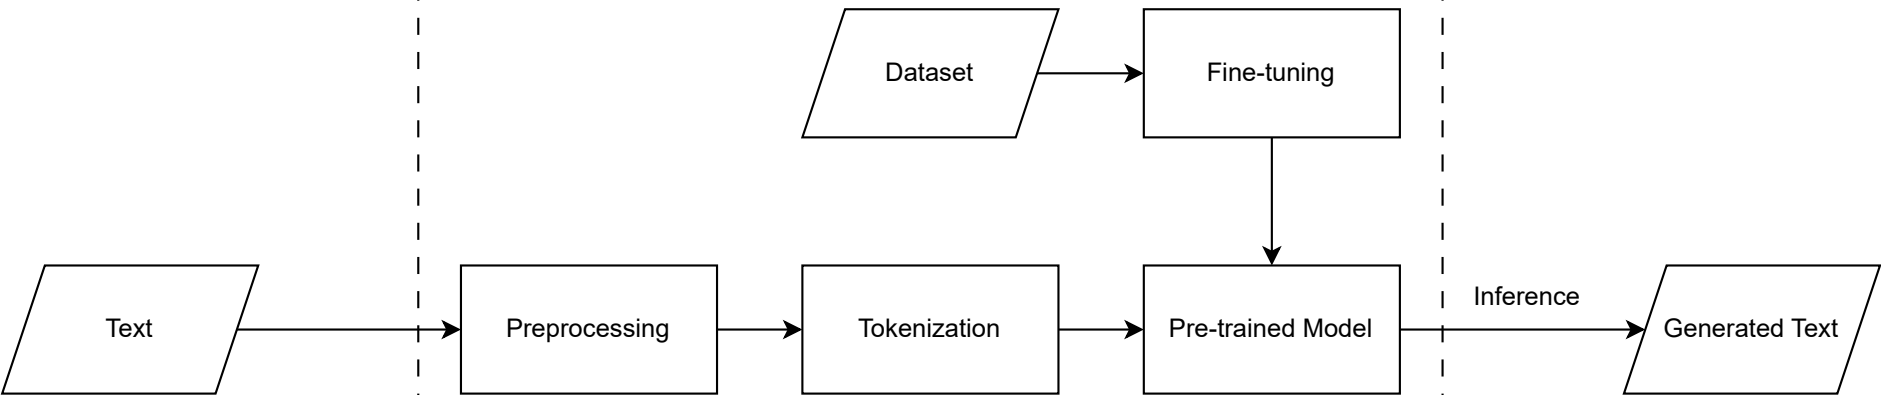 Dataset
Fine-tuning
Inference
Text
Preprocessing
Tokenization
Pre-trained Model
Generated Text